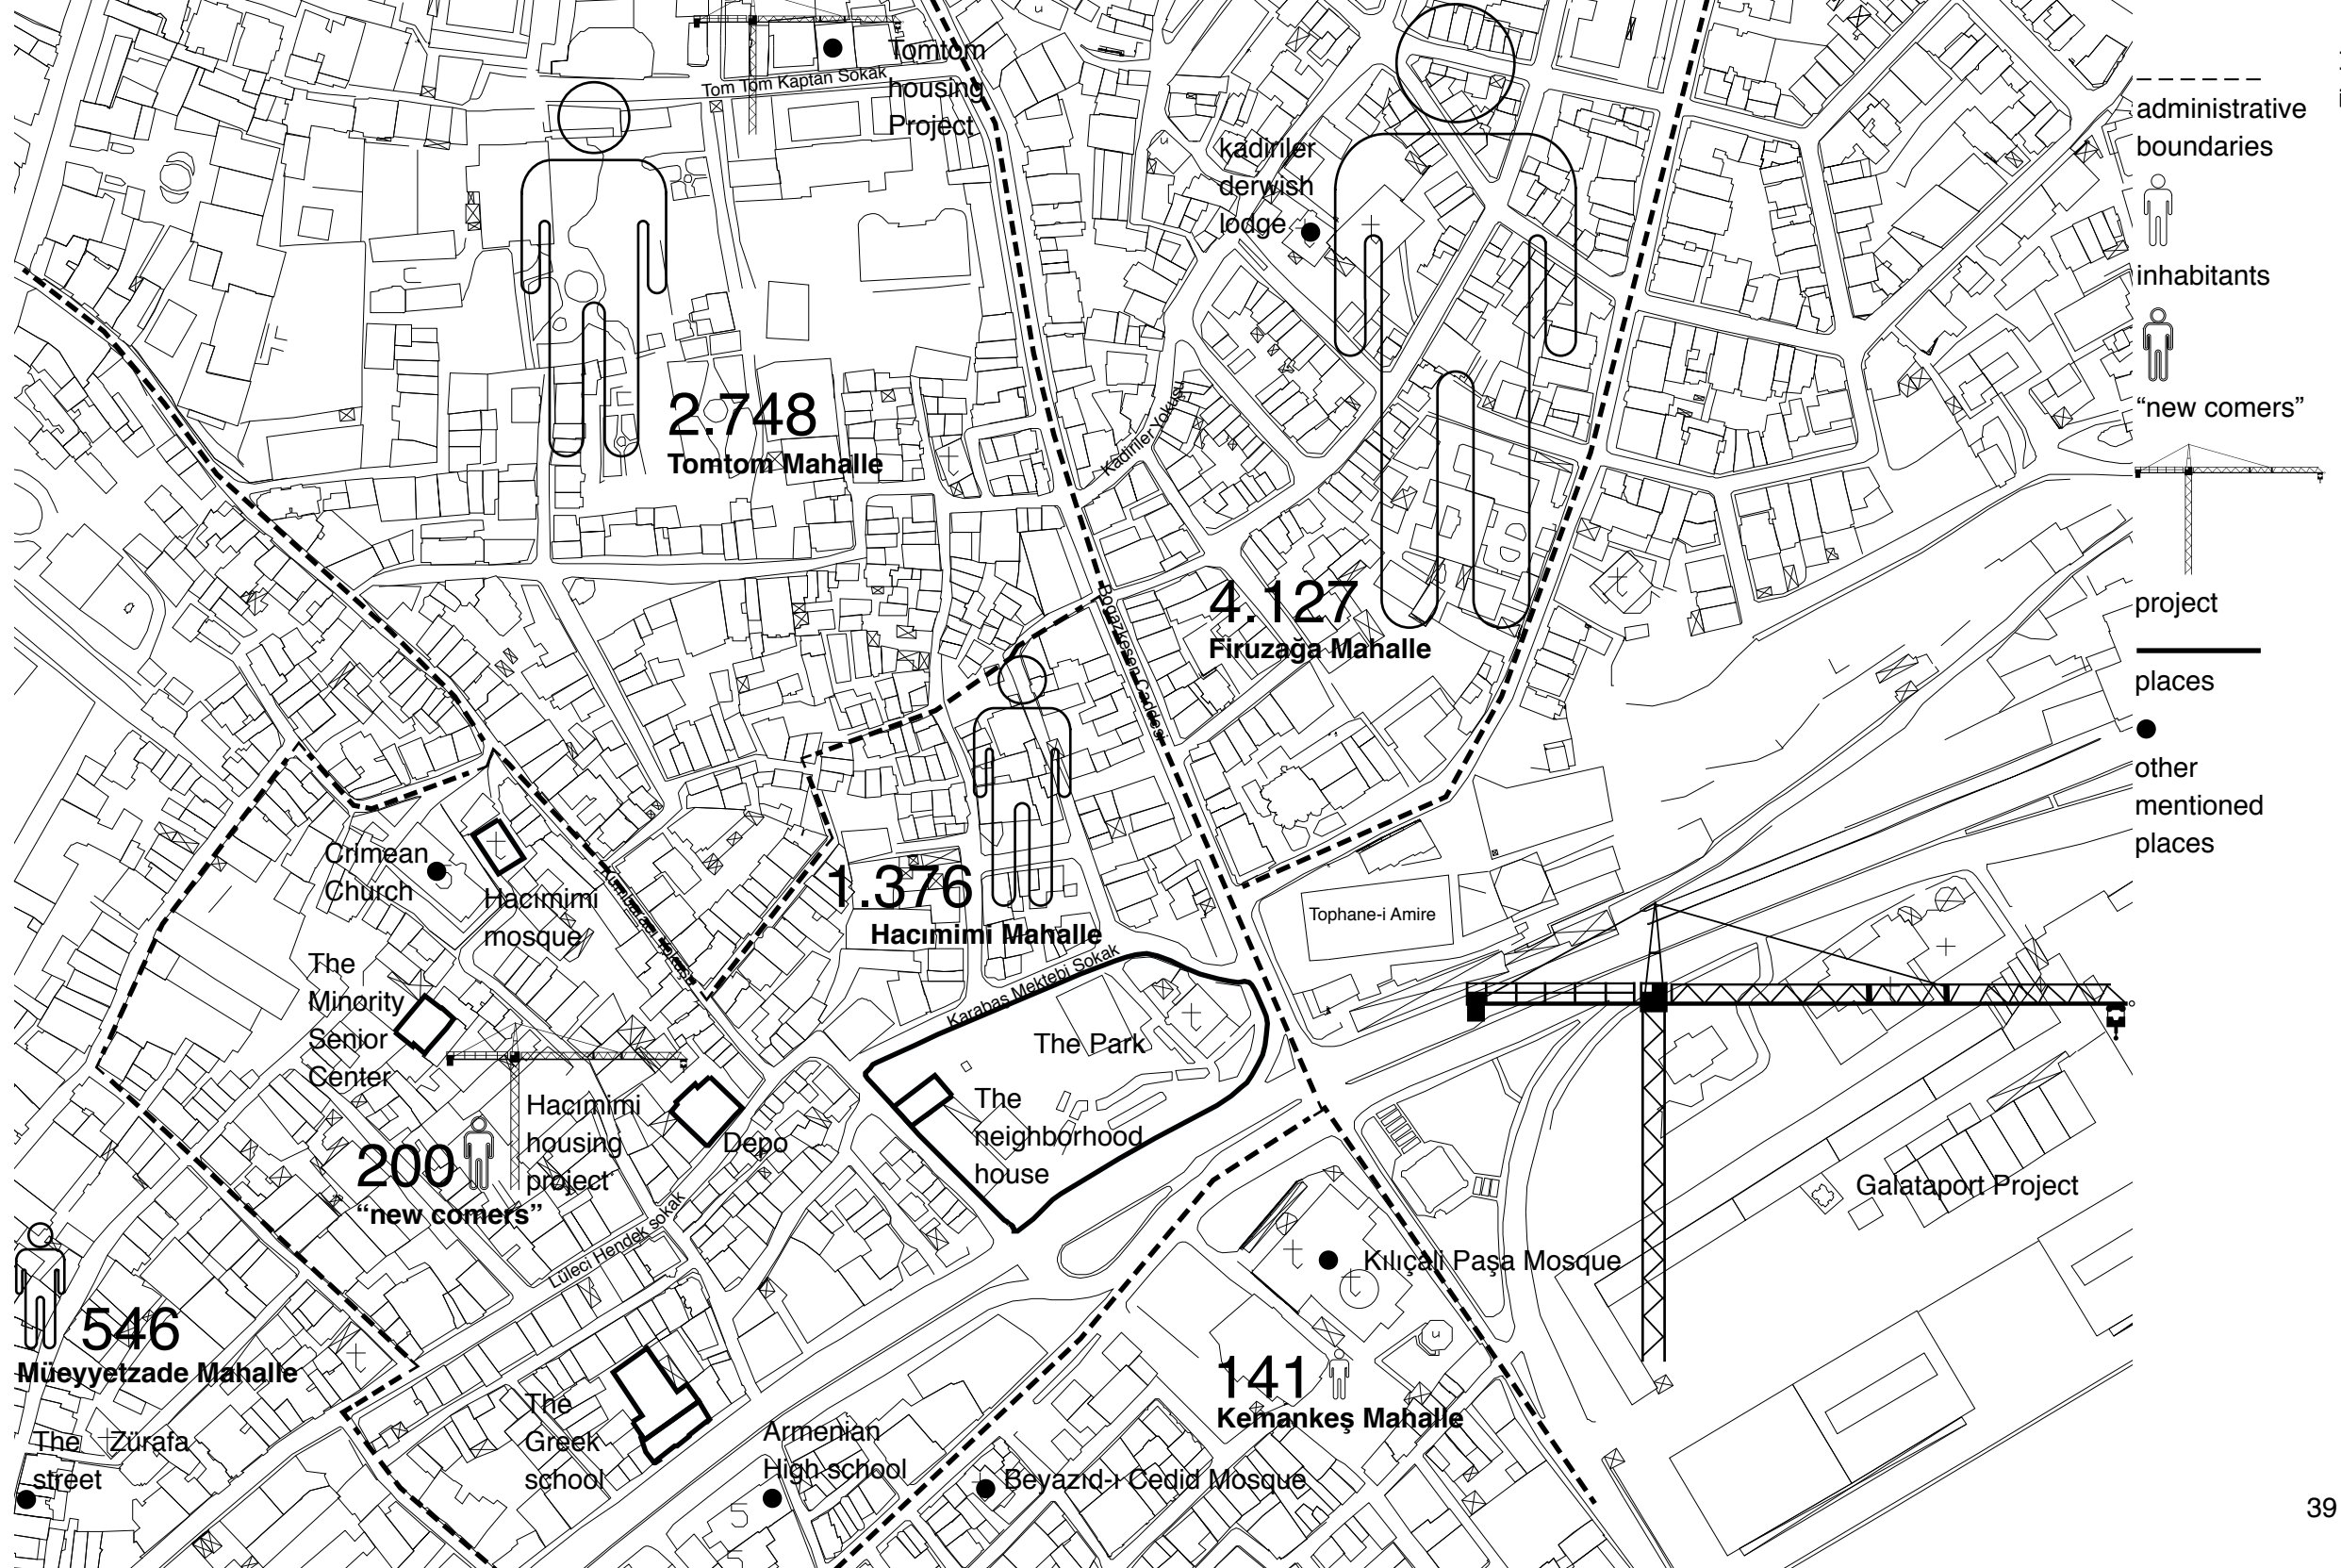 Tomtom
housing
Project
Tom Tom Kaptan Sokak
kadiriler
derwish
lodge
administrative
boundaries
inhabitants
“new comers”
project
places
other
mentioned
places
2.748
Tomtom Mahalle
Kadiriler Yokuşu
4.127
Firuzağa Mahalle
Boğazkesen Caddesi
Crimean
Church
Hacımimi
mosque
1.376
Hacımimi Mahalle
Tophane-i Amire
Karabaş Mektebi Sokak
The
Minority
Senior
Center
The Park
The
neighborhood
house
Hacımimi
housing
project
Depo
200
“new comers”
Lüleci Hendek sokak
Galataport Project
Kılıçali Paşa Mosque
546
Müeyyetzade Mahalle
141
Kemankeş Mahalle
The Zürafa
street
The
Greek
school
Armenian
High school
Beyazıd-ı Cedid Mosque
39